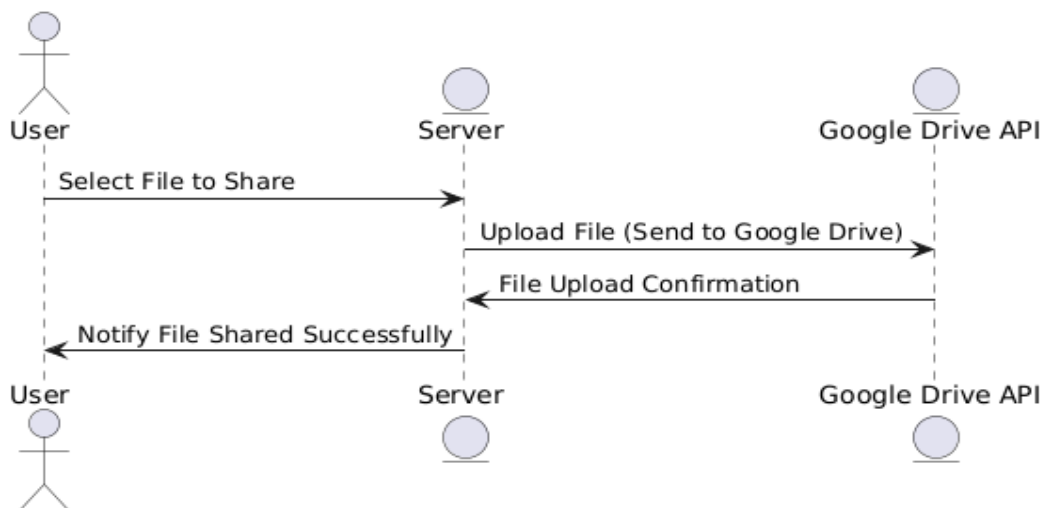 User
Server
Google Drive API
Select File to Share
Upload File (Send to Google Drive)
File Upload Confirmation
Notify File Shared Successfully
User
Server
Google Drive API